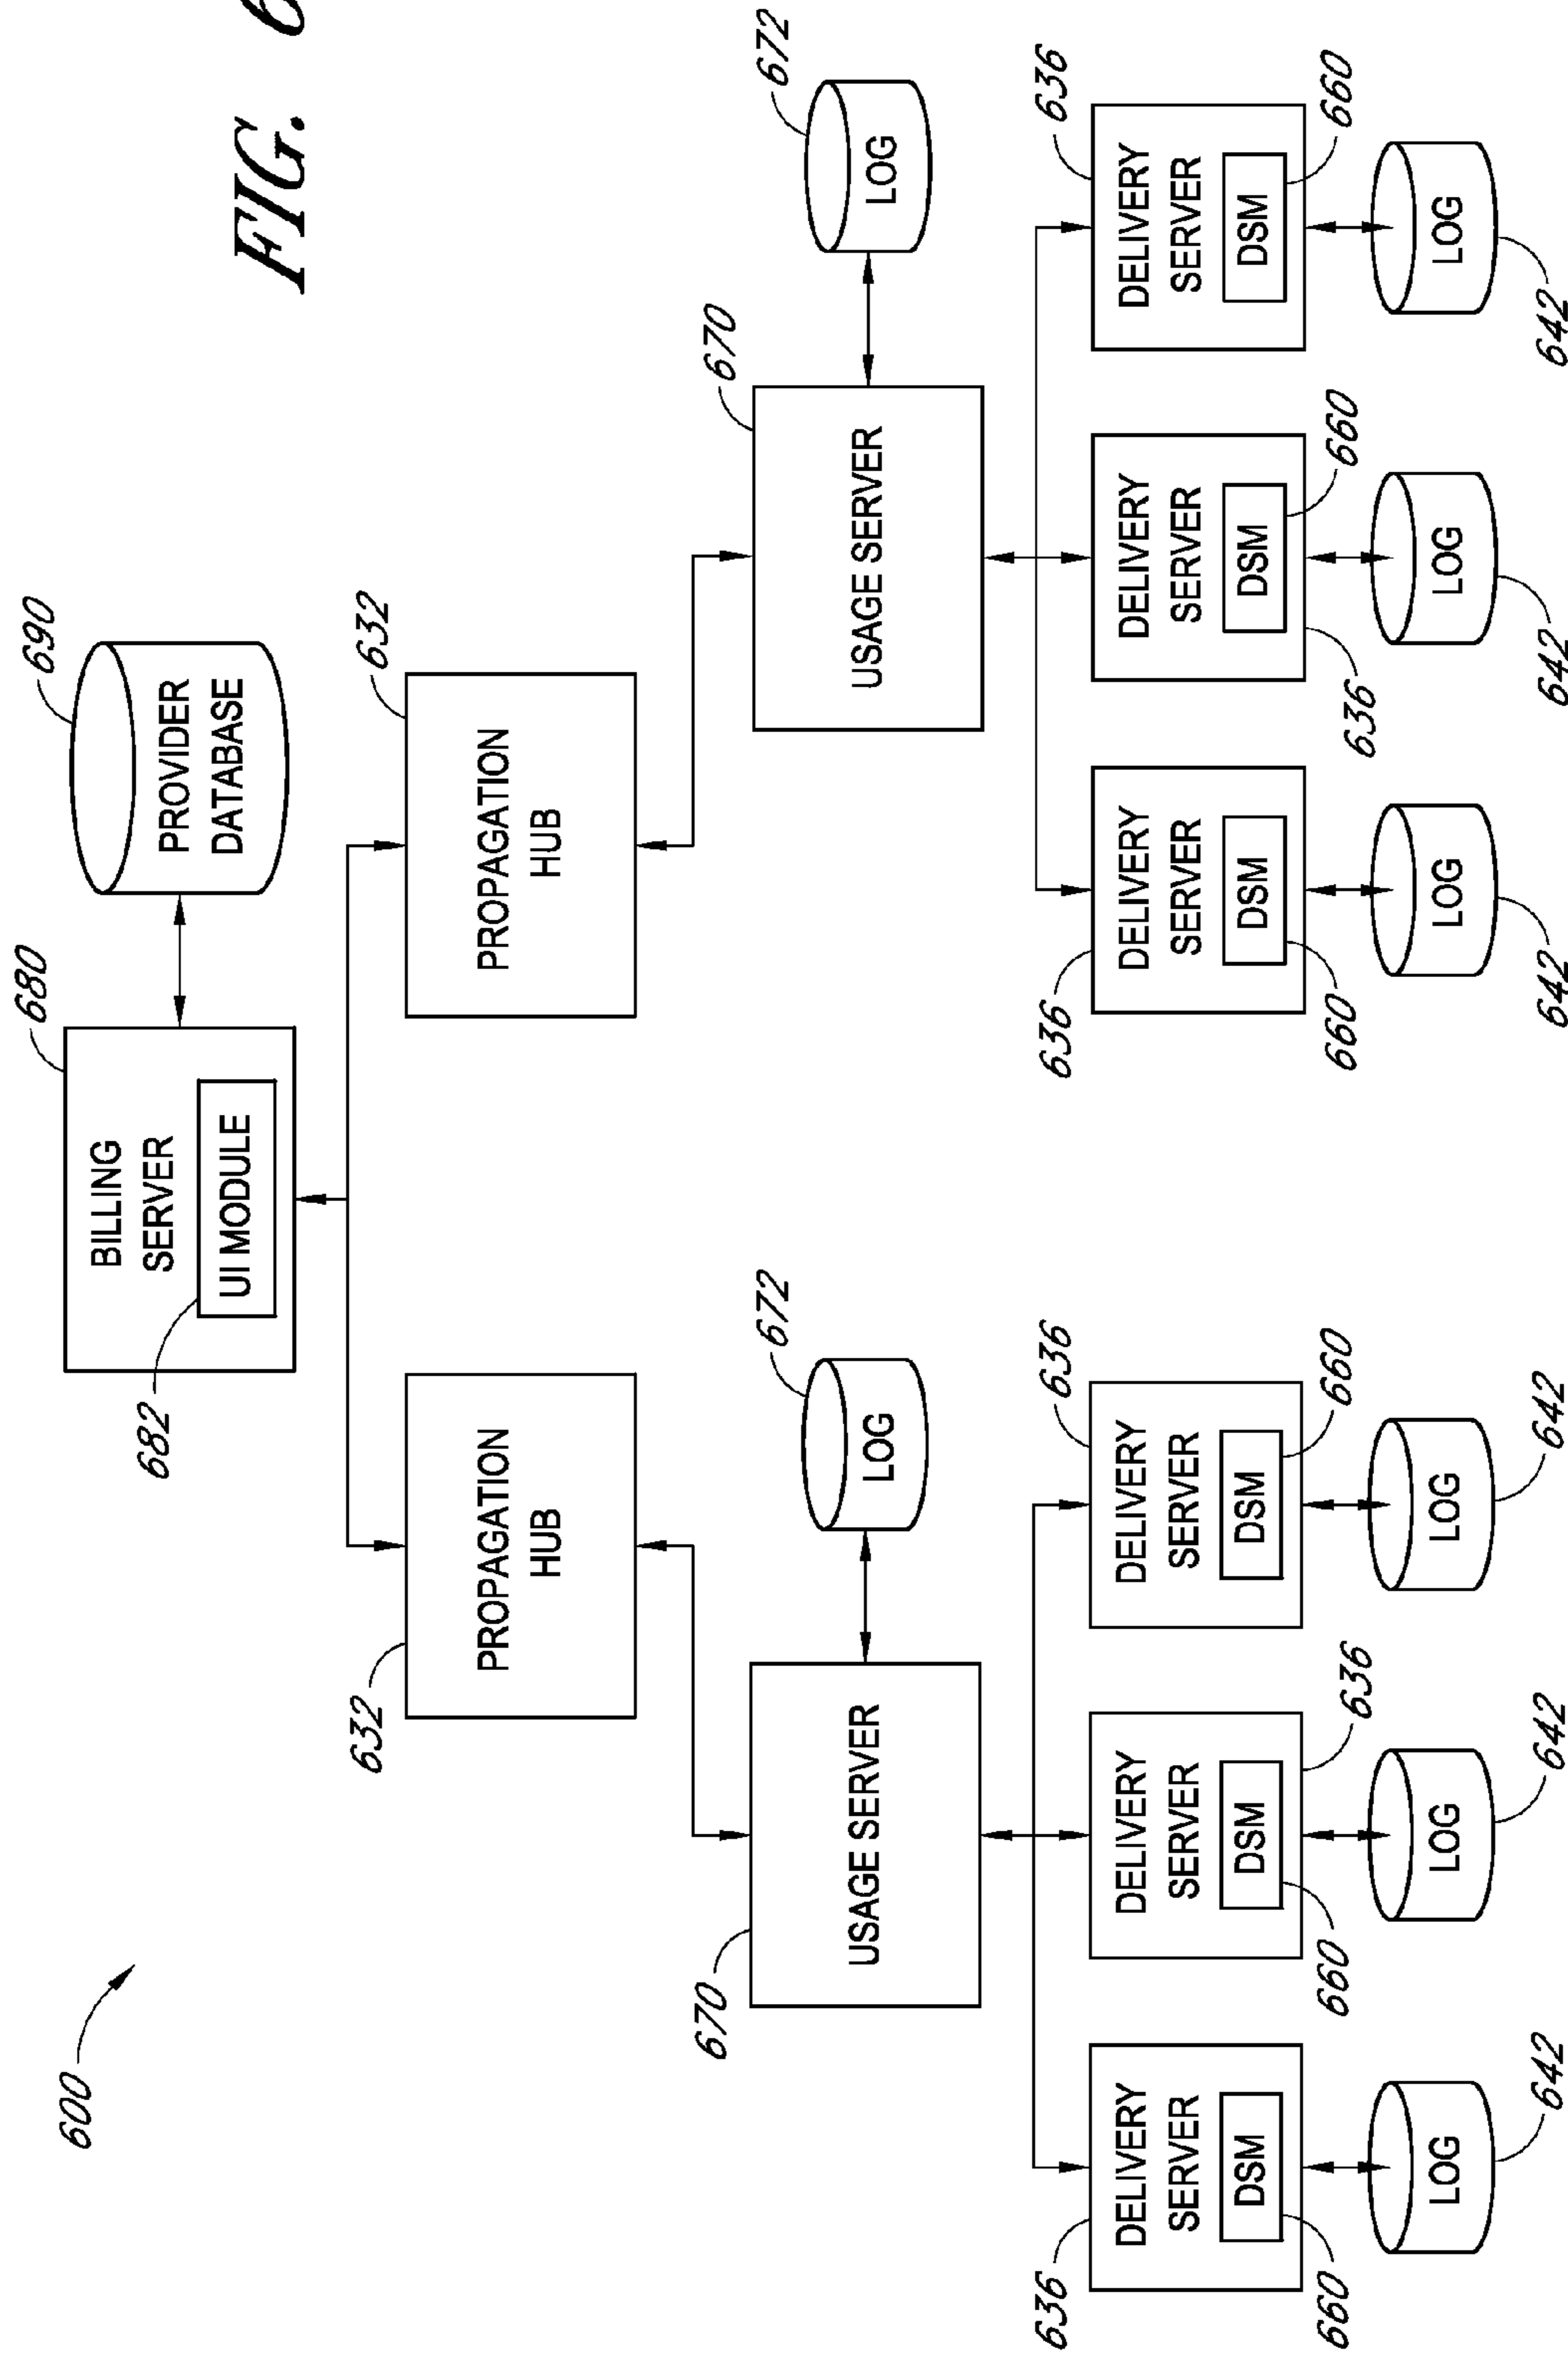 600
680
690
FIG. 6
BILLING
SERVER
UI MODULE
682
PROVIDER
DATABASE
632
PROPAGATION
HUB
632
PROPAGATION
HUB
670
USAGE SERVER
672
LOG
670
USAGE SERVER
672
LOG
636
DELIVERY
SERVER
DSM
660
LOG
642
636
DELIVERY
SERVER
DSM
660
LOG
642
636
DELIVERY
SERVER
DSM
660
LOG
642
636
DELIVERY
SERVER
DSM
660
LOG
642
636
DELIVERY
SERVER
DSM
660
LOG
642
636
DELIVERY
SERVER
DSM
660
LOG
642